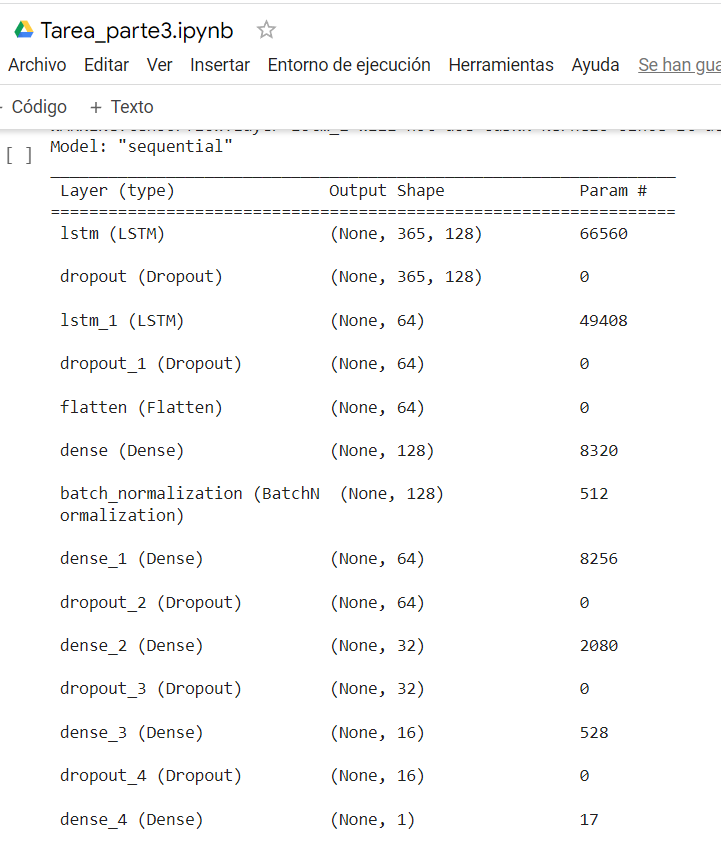 Tarea_parte3.ipynb
Archivo Editar Ver Insertar Entorno de ejecución Herramientas Ayuda Se han gua
Código + Texto
[ ] Model: "sequential"
Layer (type) Output Shape Param #
=================================================================
lstm (LSTM) (None, 365, 128) 66560
dropout (Dropout) (None, 365, 128) 0
lstm_1 (LSTM) (None, 64) 49408
dropout_1 (Dropout) (None, 64) 0
flatten (Flatten) (None, 64) 0
dense (Dense) (None, 128) 8320
batch_normalization (BatchN (None, 128) 512
ormalization)
dense_1 (Dense) (None, 64) 8256
dropout_2 (Dropout) (None, 64) 0
dense_2 (Dense) (None, 32) 2080
dropout_3 (Dropout) (None, 32) 0
dense_3 (Dense) (None, 16) 528
dropout_4 (Dropout) (None, 16) 0
dense_4 (Dense) (None, 1) 17